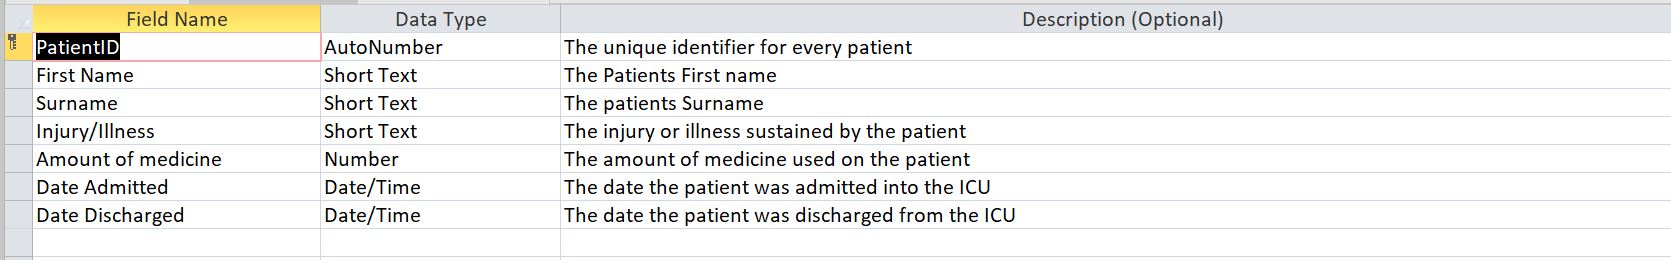 Field Name Data Type Description (Optional)
PatientID AutoNumber The unique identifier for every patient
First Name Short Text The Patients First name
Surname Short Text The patients Surname
Injury/Illness Short Text The injury or illness sustained by the patient
Amount of medicine Number The amount of medicine used on the patient
Date Admitted Date/Time The date the patient was admitted into the ICU
Date Discharged Date/Time The date the patient was discharged from the ICU